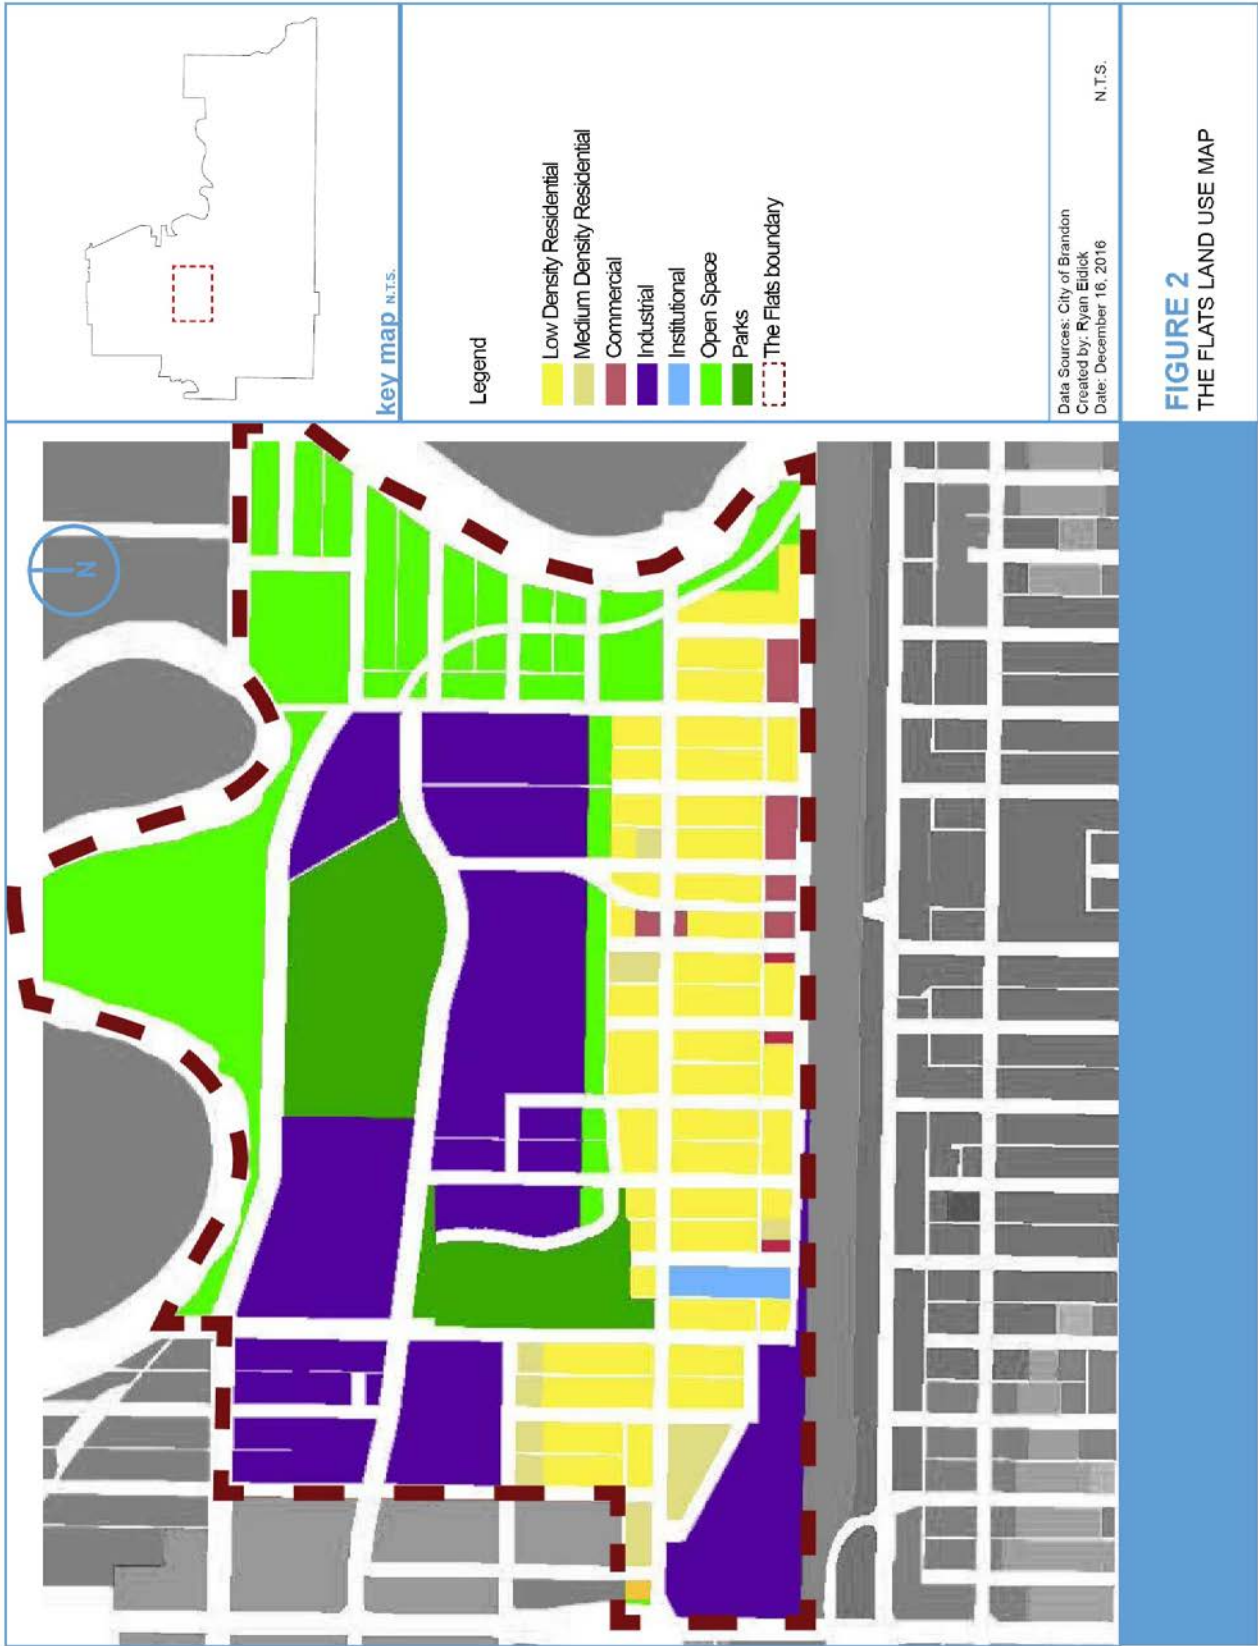 N
key map N.T.S.
Legend
Low Density Residential
Medium Density Residential
Commercial
Industrial
Institutional
Open Space
Parks
The Flats boundary
Data Sources: City of Brandon
Created by: Ryan Eidick
Date: December 16, 2016
N.T.S.
FIGURE 2
THE FLATS LAND USE MAP